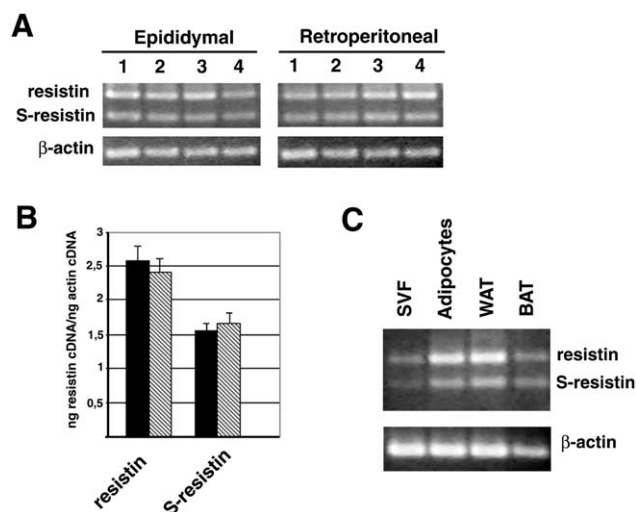 A
Epididymal Retroperitoneal
1 2 3 4 1 2 3 4
resistin
S-resistin
β-actin
B
ng resistin cDNA/ng actin cDNA
3
2,5
2
1,5
1
0,5
resistin
S-resistin
C
SVF Adipocytes WAT BAT
resistin
S-resistin
β-actin